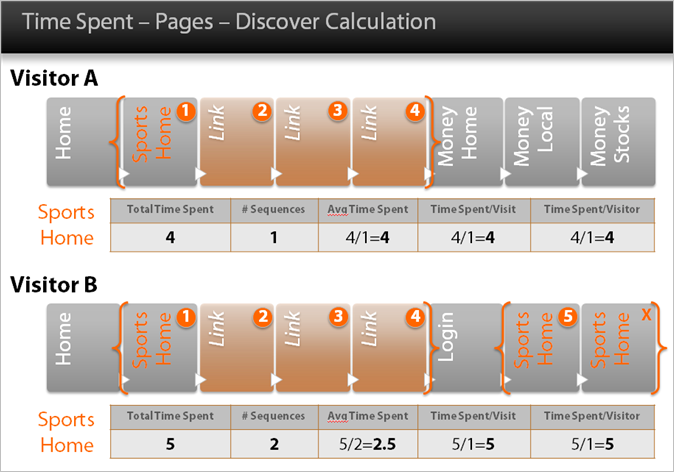 Time Spent – Pages – Discover Calculation
Visitor A
Home
Sports Home
1
Link
2
Link
3
Link
4
Money Home
Money Local
Money Stocks
Sports Home
Total Time Spent # Sequences Avg Time Spent Time Spent/Visit Time Spent/Visitor
4 1 4/1=4 4/1=4 4/1=4
Visitor B
Home
Sports Home
1
Link
2
Link
3
Link
4
Login
Sports Home
5
Sports Home
X
Sports Home
Total Time Spent # Sequences Avg Time Spent Time Spent/Visit Time Spent/Visitor
5 2 5/2=2.5 5/1=5 5/1=5